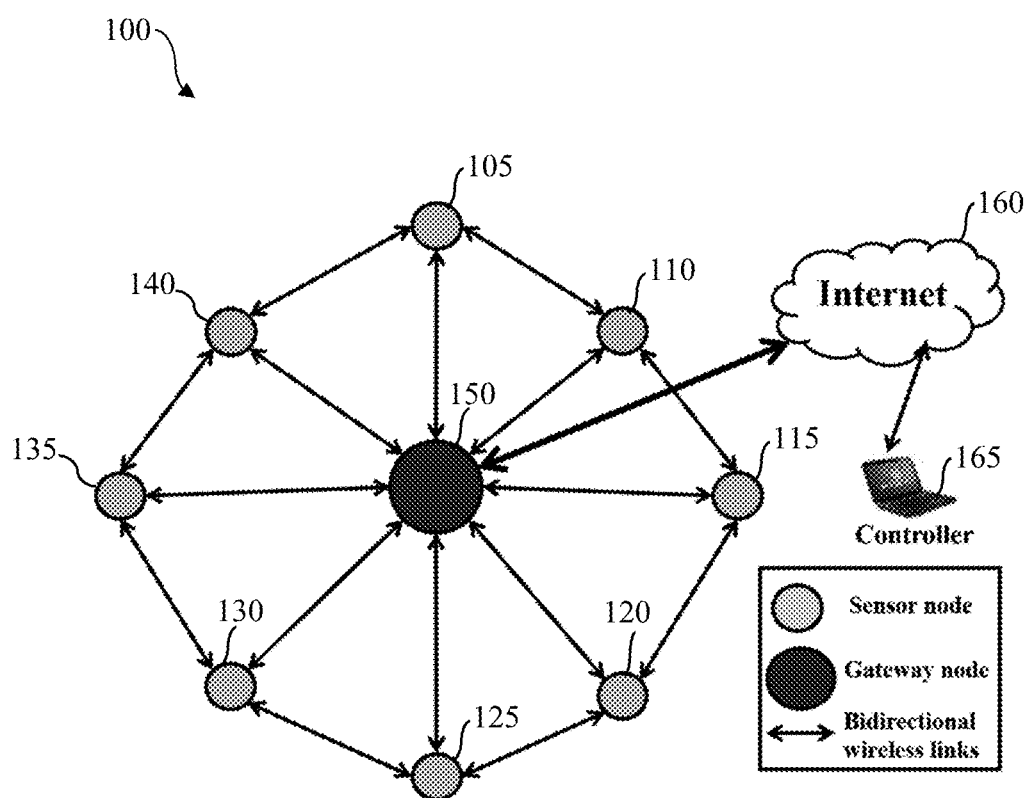 100
105
160
140
110
Internet
150
135
115
165
Controller
130
120
125
Sensor node
Gateway node
Bidirectional
wireless links